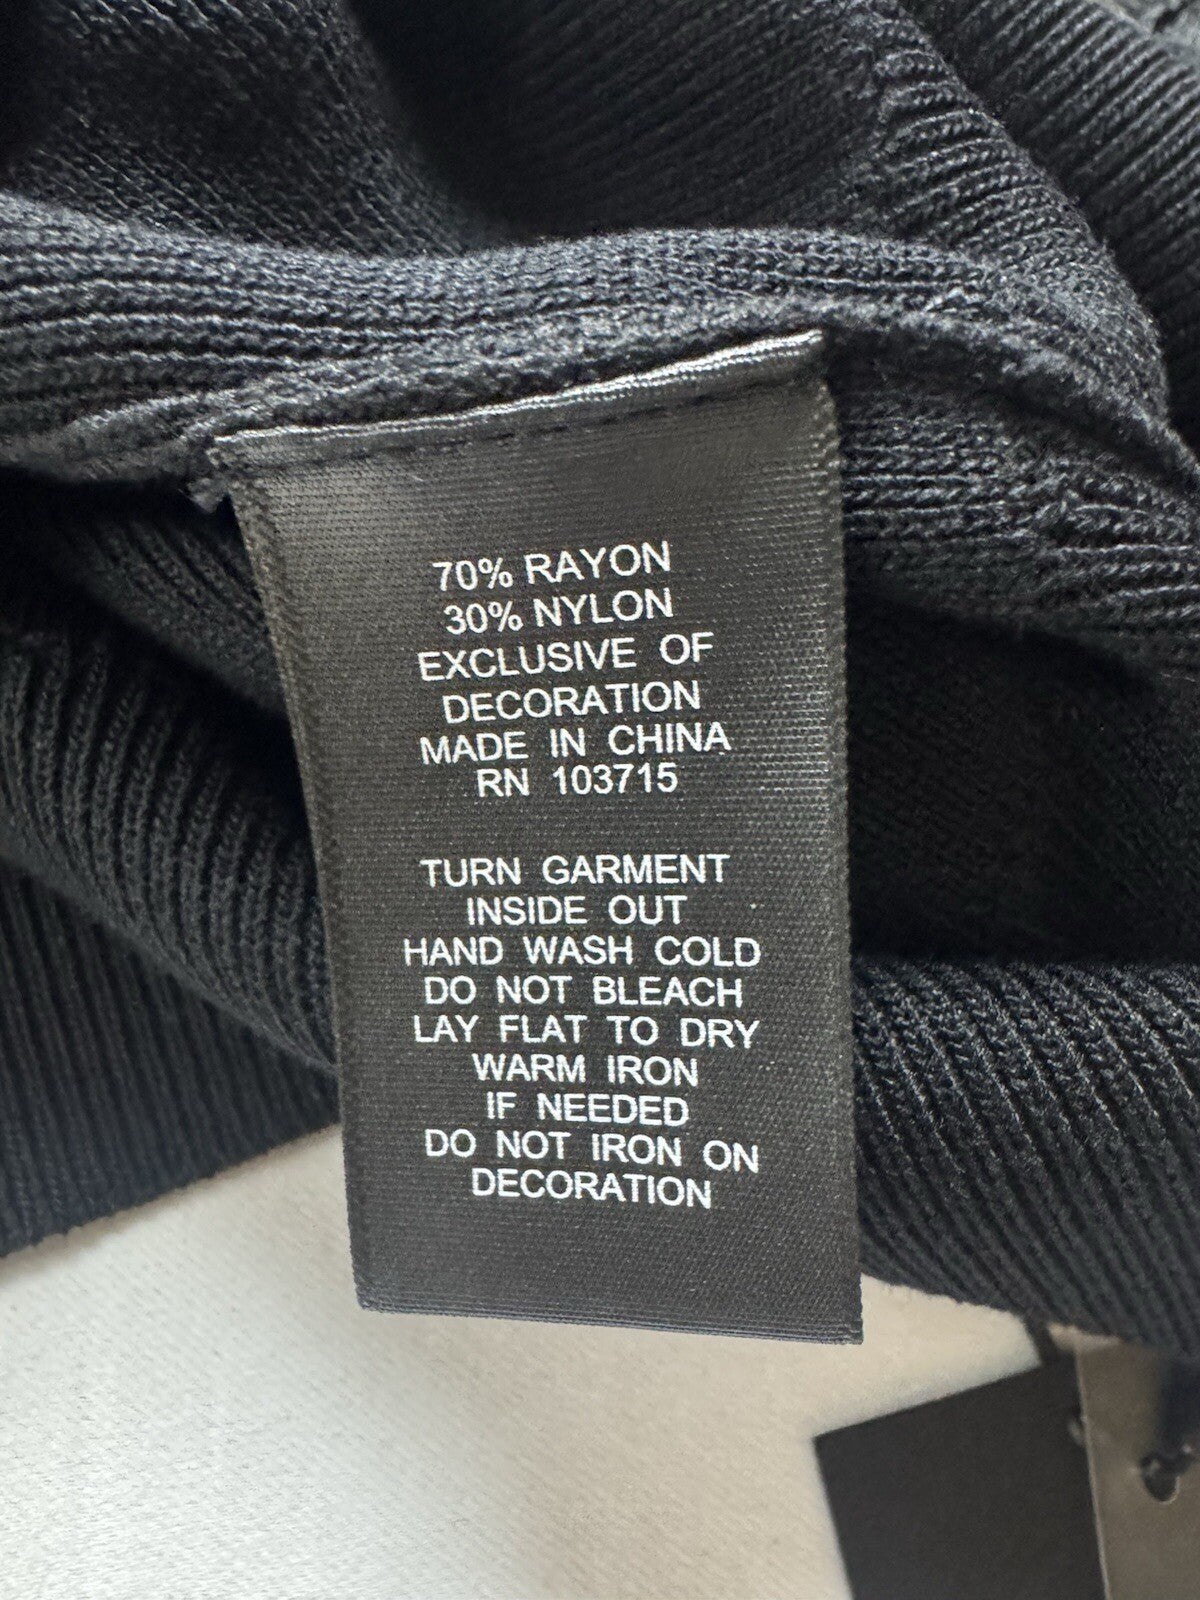 70% RAYON
30% NYLON
EXCLUSIVE OF
DECORATION
MADE IN CHINA
RN 103715
TURN GARMENT
INSIDE OUT
HAND WASH COLD
DO NOT BLEACH
LAY FLAT TO DRY
WARM IRON
IF NEEDED
DO NOT IRON ON
DECORATION